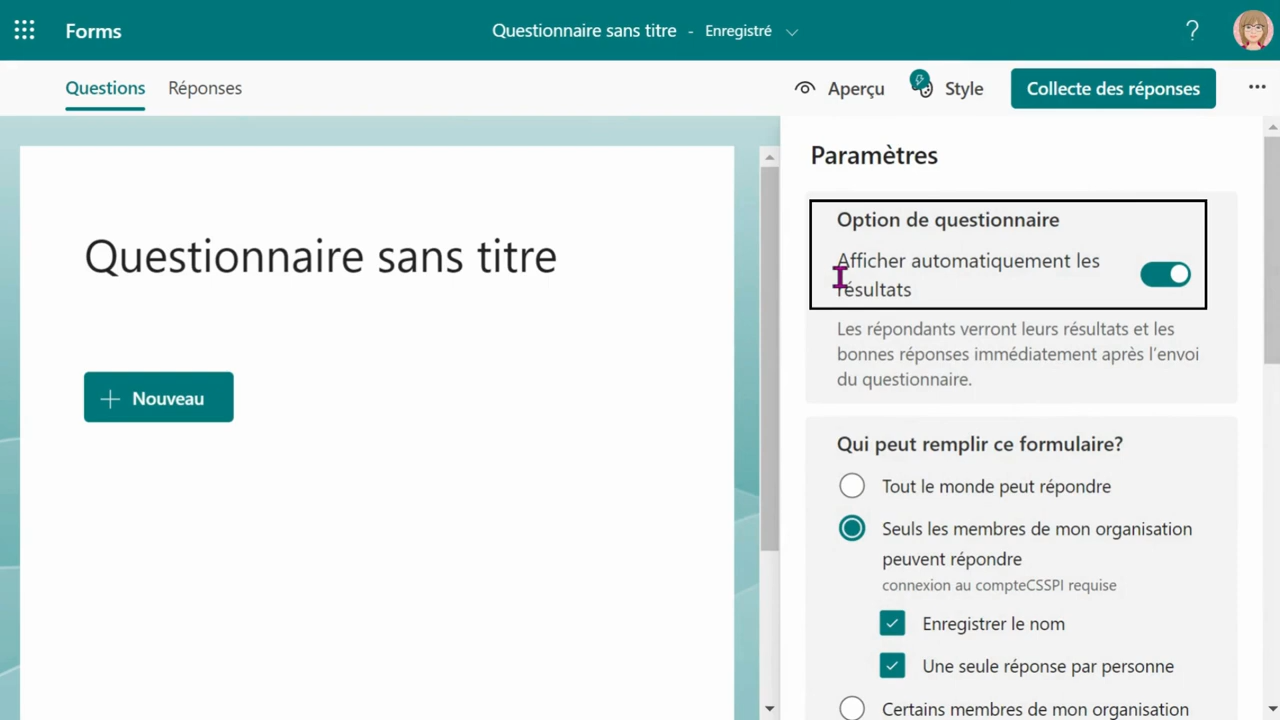 Forms
Questionnaire sans titre - Enregistré
?
Questions
Réponses
Aperçu
Style
Collecte des réponses
...
Questionnaire sans titre
+ Nouveau
Paramètres
Option de questionnaire
Afficher automatiquement les
résultats
Les répondants verront leurs résultats et les
bonnes réponses immédiatement après l’envoi
du questionnaire.
Qui peut remplir ce formulaire?
Tout le monde peut répondre
Seuls les membres de mon organisation
peuvent répondre
connexion au compteCSSPI requise
Enregistrer le nom
Une seule réponse par personne
Certains membres de mon organisation